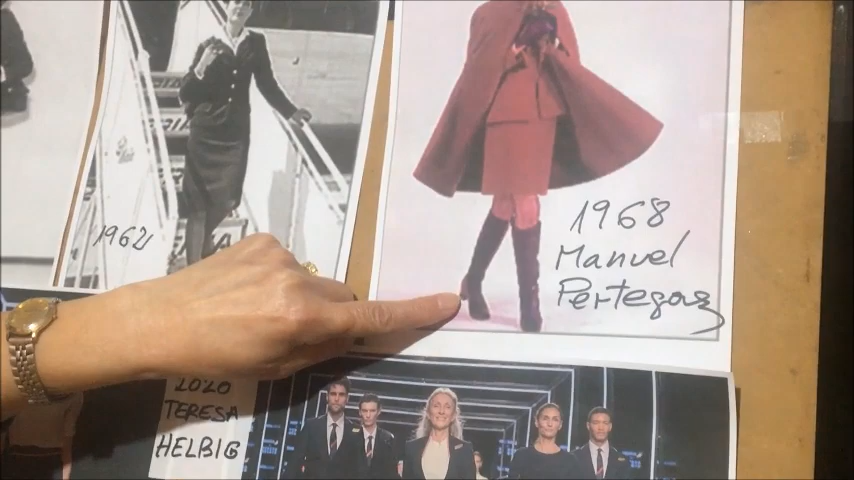 1962
1968
Manuel
Pertegaz
2020
TERESA
HELBIG